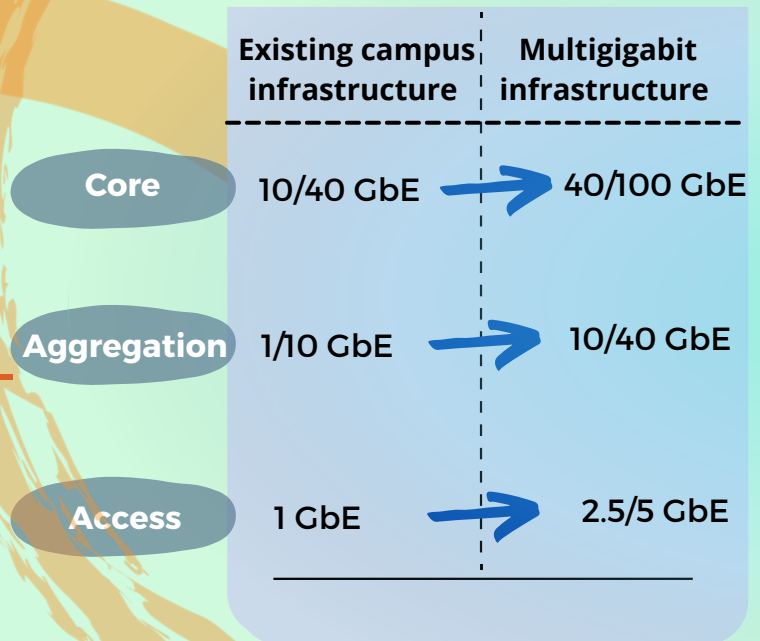 Existing campus infrastructure
Multigigabit infrastructure
Core 10/40 GbE 40/100 GbE
Aggregation 1/10 GbE 10/40 GbE
Access 1 GbE 2.5/5 GbE